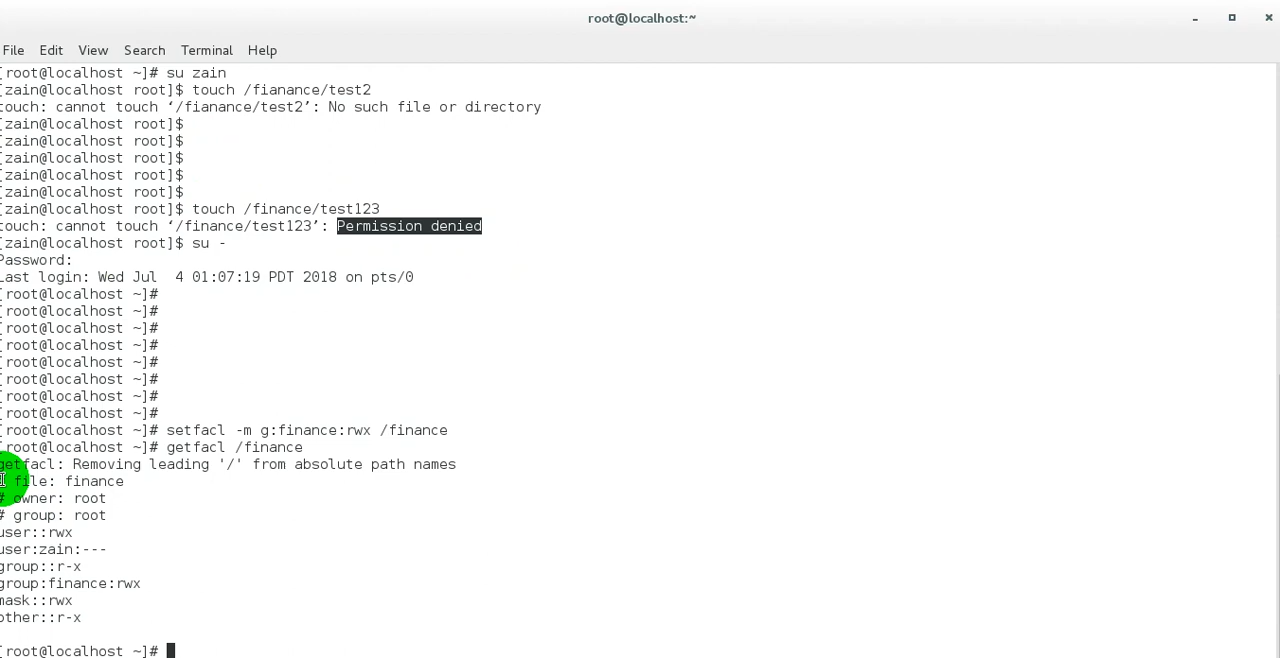 root@localhost:~
File Edit View Search Terminal Help
[root@localhost ~]# su zain
[zain@localhost root]$ touch /fianance/test2
touch: cannot touch ‘/fianance/test2’: No such file or directory
[zain@localhost root]$
[zain@localhost root]$
[zain@localhost root]$
[zain@localhost root]$
[zain@localhost root]$
[zain@localhost root]$ touch /finance/test123
touch: cannot touch ‘/finance/test123’: Permission denied
[zain@localhost root]$ su -
Password:
Last login: Wed Jul  4 01:07:19 PDT 2018 on pts/0
[root@localhost ~]#
[root@localhost ~]#
[root@localhost ~]#
[root@localhost ~]#
[root@localhost ~]#
[root@localhost ~]#
[root@localhost ~]#
[root@localhost ~]#
[root@localhost ~]# setfacl -m g:finance:rwx /finance
[root@localhost ~]# getfacl /finance
getfacl: Removing leading '/' from absolute path names
# file: finance
# owner: root
# group: root
user::rwx
user:zain:---
group::r-x
group:finance:rwx
mask::rwx
other::r-x
[root@localhost ~]#